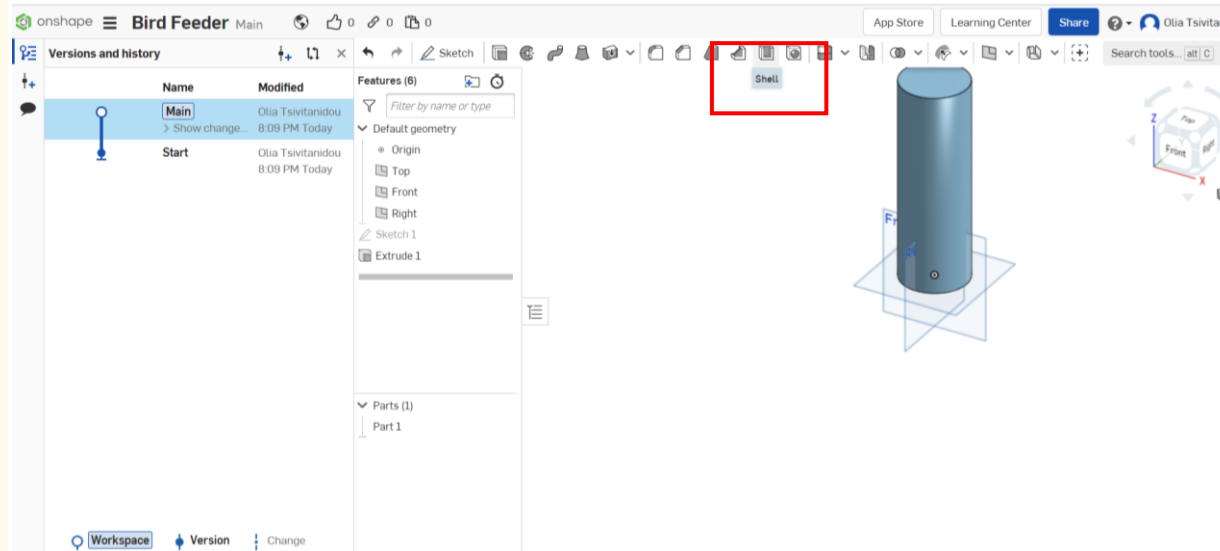 onshape Bird Feeder Main 0 0 0 App Store Learning Center Share Olia Tsivita
Versions and history
Sketch
Search tools... alt C
Shell
Name Modified
Main Olia Tsivitanidou
Show change... 8:09 PM Today
Start Olia Tsivitanidou
8:09 PM Today
Features (6)
Filter by name or type
Default geometry
Origin
Top
Front
Right
Sketch 1
Extrude 1
Parts (1)
Part 1
Fr
Z
Top
Front
Right
X
Workspace Version Change